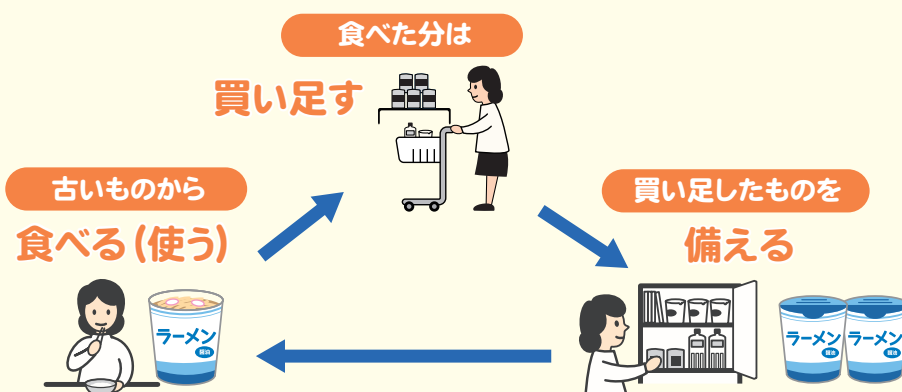 食べた分は
買い足す
古いものから
食べる(使う)
買い足したものを
備える
ラーメン
醤油
ラーメン
醤油
ラーメン
醤油